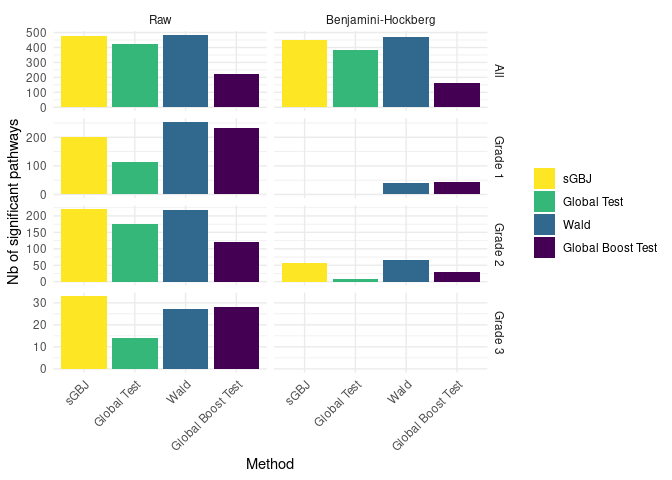 Raw
Benjamini-Hockberg
Nb of significant pathways
500
400
300
200
100
0
All
200
100
0
Grade 1
200
150
100
50
0
Grade 2
30
20
10
0
Grade 3
sGBJ
Global Test
Wald
Global Boost Test
sGBJ
Global Test
Wald
Global Boost Test
Method
sGBJ
Global Test
Wald
Global Boost Test